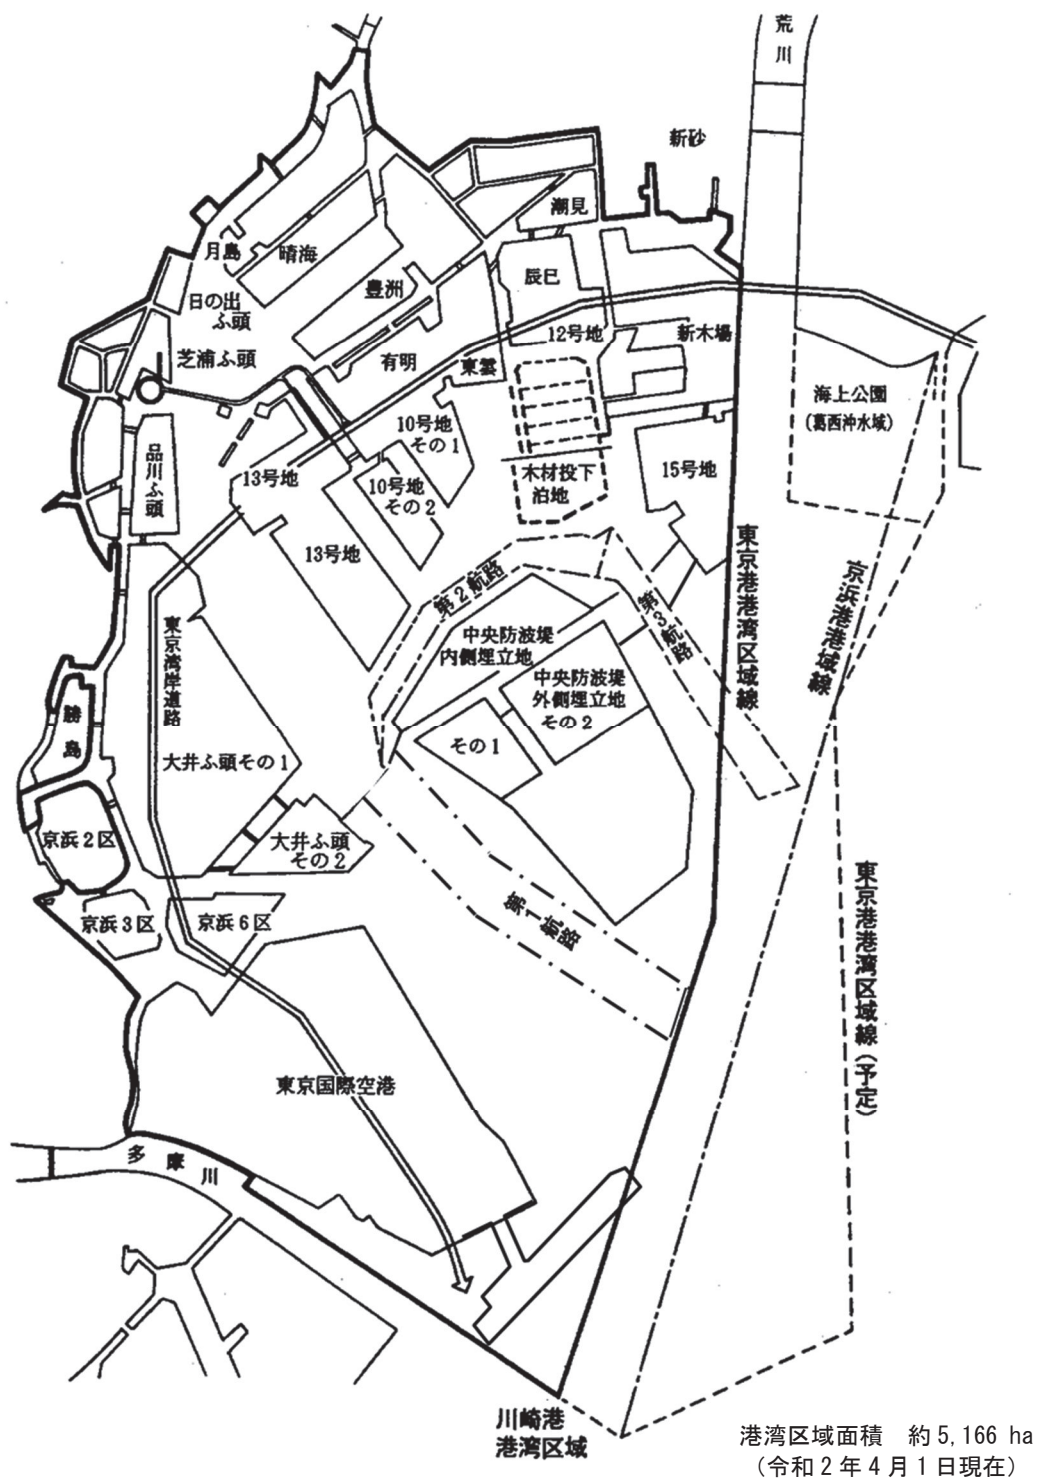 荒川
新砂
潮見
月島
晴海
辰巳
豊洲
日の出
ふ頭
12号地
新木場
芝浦ふ頭
有明
東雲
海上公園
(葛西沖水域)
10号地
その1
品川ふ頭
13号地
10号地
その2
木材投下
泊地
15号地
13号地
第2航路
第3航路
東京港港湾区域線
京浜港港域線
東京湾岸道路
中央防波堤
内側埋立地
中央防波堤
外側埋立地
その2
その1
勝島
大井ふ頭その1
京浜2区
大井ふ頭
その2
京浜3区
京浜6区
第1航路
東京港港湾区域線(予定)
東京国際空港
多摩川
川崎港
港湾区域
港湾区域面積 約5,166 ha
(令和2年4月1日現在)